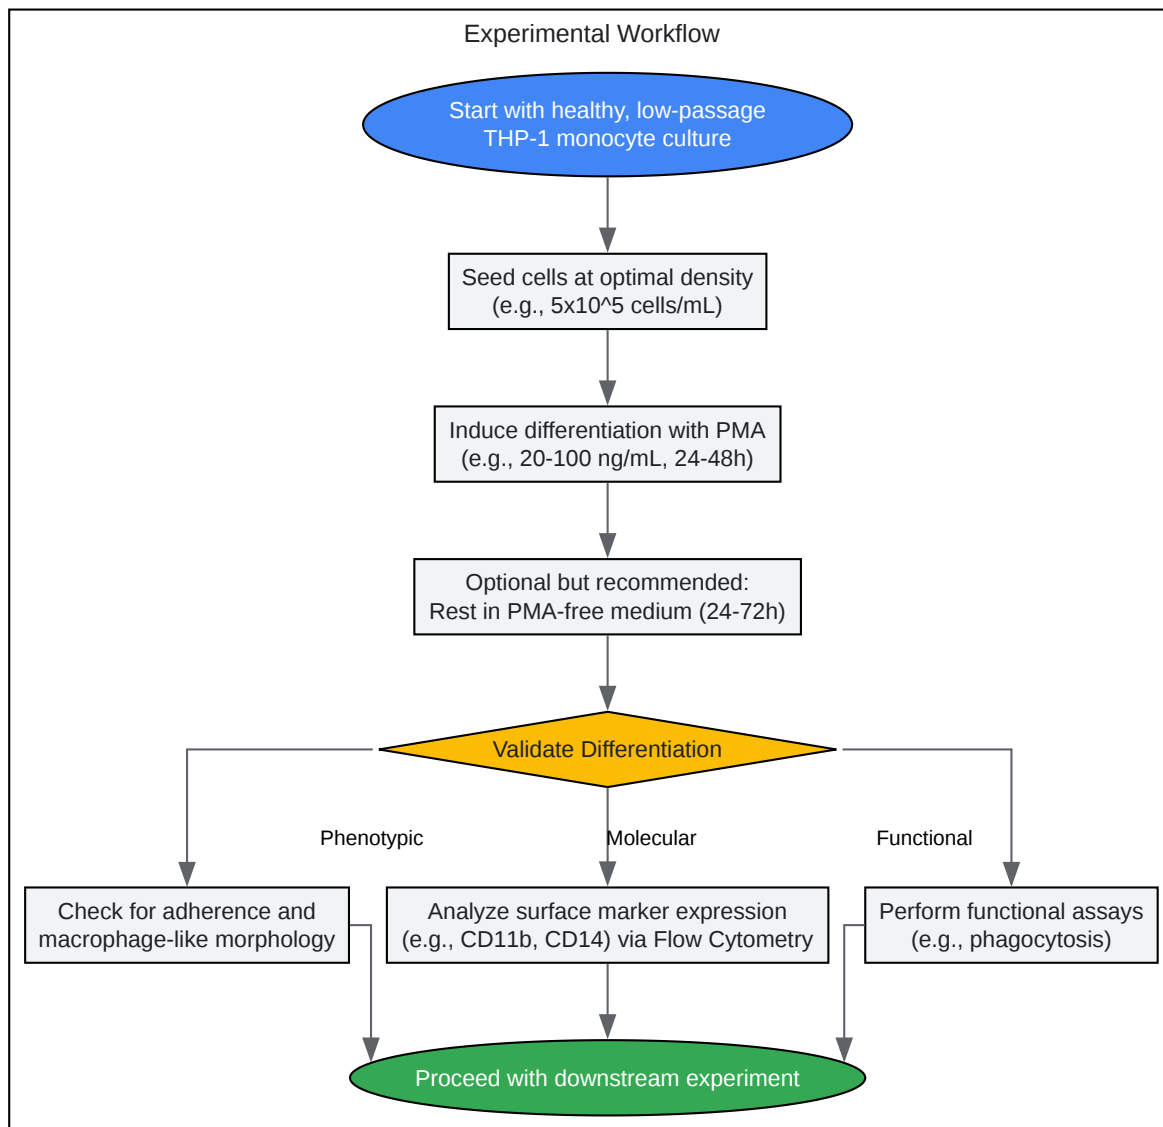 Experimental Workflow
Start with healthy, low-passage
THP-1 monocyte culture
Seed cells at optimal density
(e.g., 5x10^5 cells/mL)
Induce differentiation with PMA
(e.g., 20-100 ng/mL, 24-48h)
Optional but recommended:
Rest in PMA-free medium (24-72h)
Validate Differentiation
Phenotypic
Molecular
Functional
Check for adherence and
macrophage-like morphology
Analyze surface marker expression
(e.g., CD11b, CD14) via Flow Cytometry
Perform functional assays
(e.g., phagocytosis)
Proceed with downstream experiment